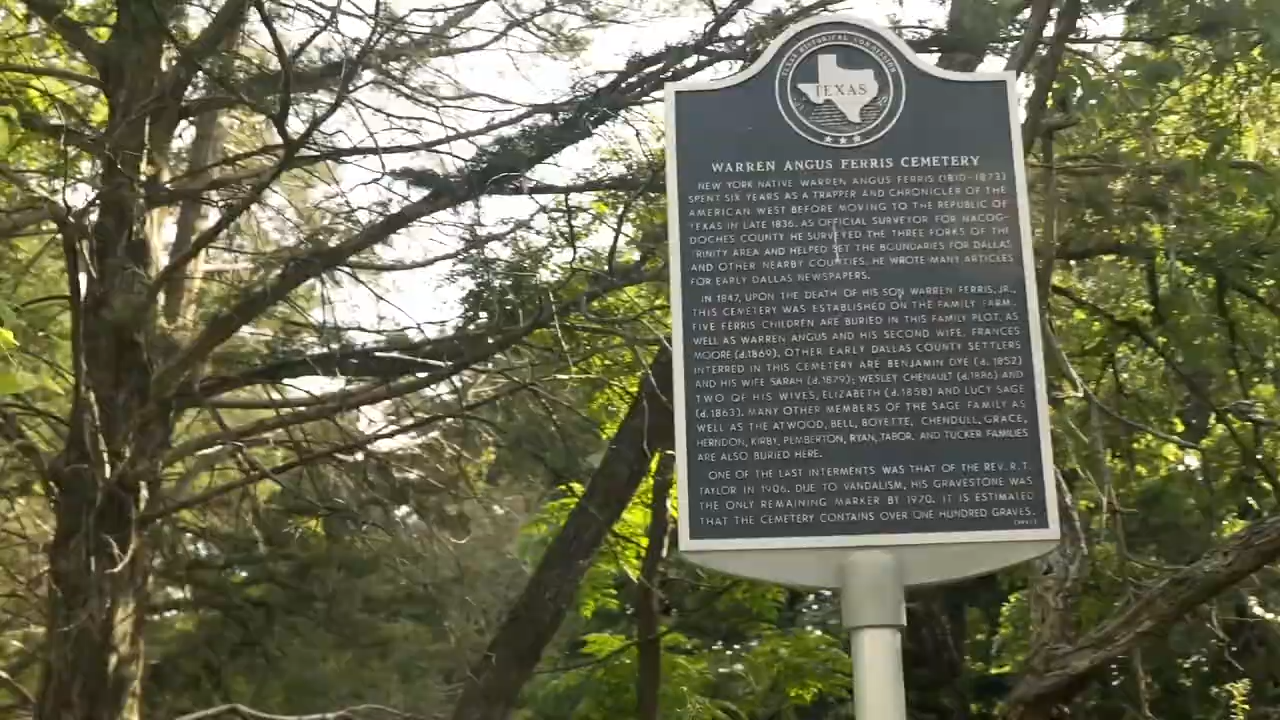 TEXAS HISTORICAL COMMISSION
TEXAS
WARREN ANGUS FERRIS CEMETERY
NEW YORK NATIVE WARREN ANGUS FERRIS (1810-1873)
SPENT SIX YEARS AS A TRAPPER AND CHRONICLER OF THE
AMERICAN WEST BEFORE MOVING TO THE REPUBLIC OF
TEXAS IN LATE 1836. AS OFFICIAL SURVEYOR FOR NACOG-
DOCHES COUNTY HE SURVEYED THE THREE FORKS OF THE
TRINITY AREA AND HELPED SET THE BOUNDARIES FOR DALLAS
AND OTHER NEARBY COUNTIES. HE WROTE MANY ARTICLES
FOR EARLY DALLAS NEWSPAPERS.
IN 1847, UPON THE DEATH OF HIS SON WARREN FERRIS, JR.,
THIS CEMETERY WAS ESTABLISHED ON THE FAMILY FARM.
FIVE FERRIS CHILDREN ARE BURIED IN THIS FAMILY PLOT, AS
WELL AS WARREN ANGUS AND HIS SECOND WIFE, FRANCES
MOORE (d.1869). OTHER EARLY DALLAS COUNTY SETTLERS
INTERRED IN THIS CEMETERY ARE BENJAMIN DYE (d. 1852)
AND HIS WIFE SARAH (d.1879); WESLEY CHENAULT (d.1886) AND
TWO OF HIS WIVES, ELIZABETH (d.1858) AND LUCY SAGE
(d.1863). MANY OTHER MEMBERS OF THE SAGE FAMILY AS
WELL AS THE ATWOOD, BELL, BOYETTE, CHENDULL, GRACE,
HERNDON, KIRBY, PEMBERTON, RYAN, TABOR, AND TUCKER FAMILIES
ARE ALSO BURIED HERE.
ONE OF THE LAST INTERMENTS WAS THAT OF THE REV. R. T.
TAYLOR IN 1906. DUE TO VANDALISM, HIS GRAVESTONE WAS
THE ONLY REMAINING MARKER BY 1970. IT IS ESTIMATED
THAT THE CEMETERY CONTAINS OVER ONE HUNDRED GRAVES.